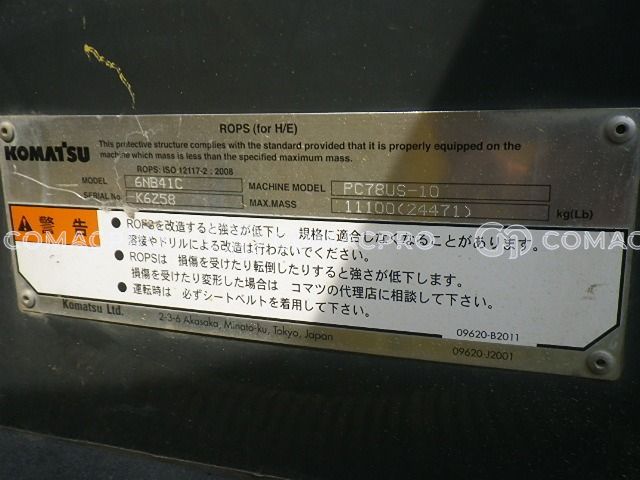 ROPS (for H/E)
KOMATSU
This protective structure complies with the standard provided that it is properly equipped on the
machine which mass is less than the specified maximum mass.
ROPS: ISO 12117-2 : 2008
MODEL 6NB41C MACHINE MODEL PC78US-10
SERIAL No K6Z58 MAX.MASS 11100(24471) kg(Lb)
警告
● ROPSを改造すると強さが低下し 規格に適合しなくなることがあります。
溶接やドリルによる改造は行わないでください。
● ROPSは 損傷を受けたり転倒したりすると強さが低下します。
損傷を受けたり変形した場合は コマツの代理店に相談して下さい。
● 運転時は 必ずシートベルトを着用して下さい。
09620-B2011
Komatsu Ltd.
2-3-6 Akasaka, Minato-ku, Tokyo, Japan
09620-J2001
COMACPRO